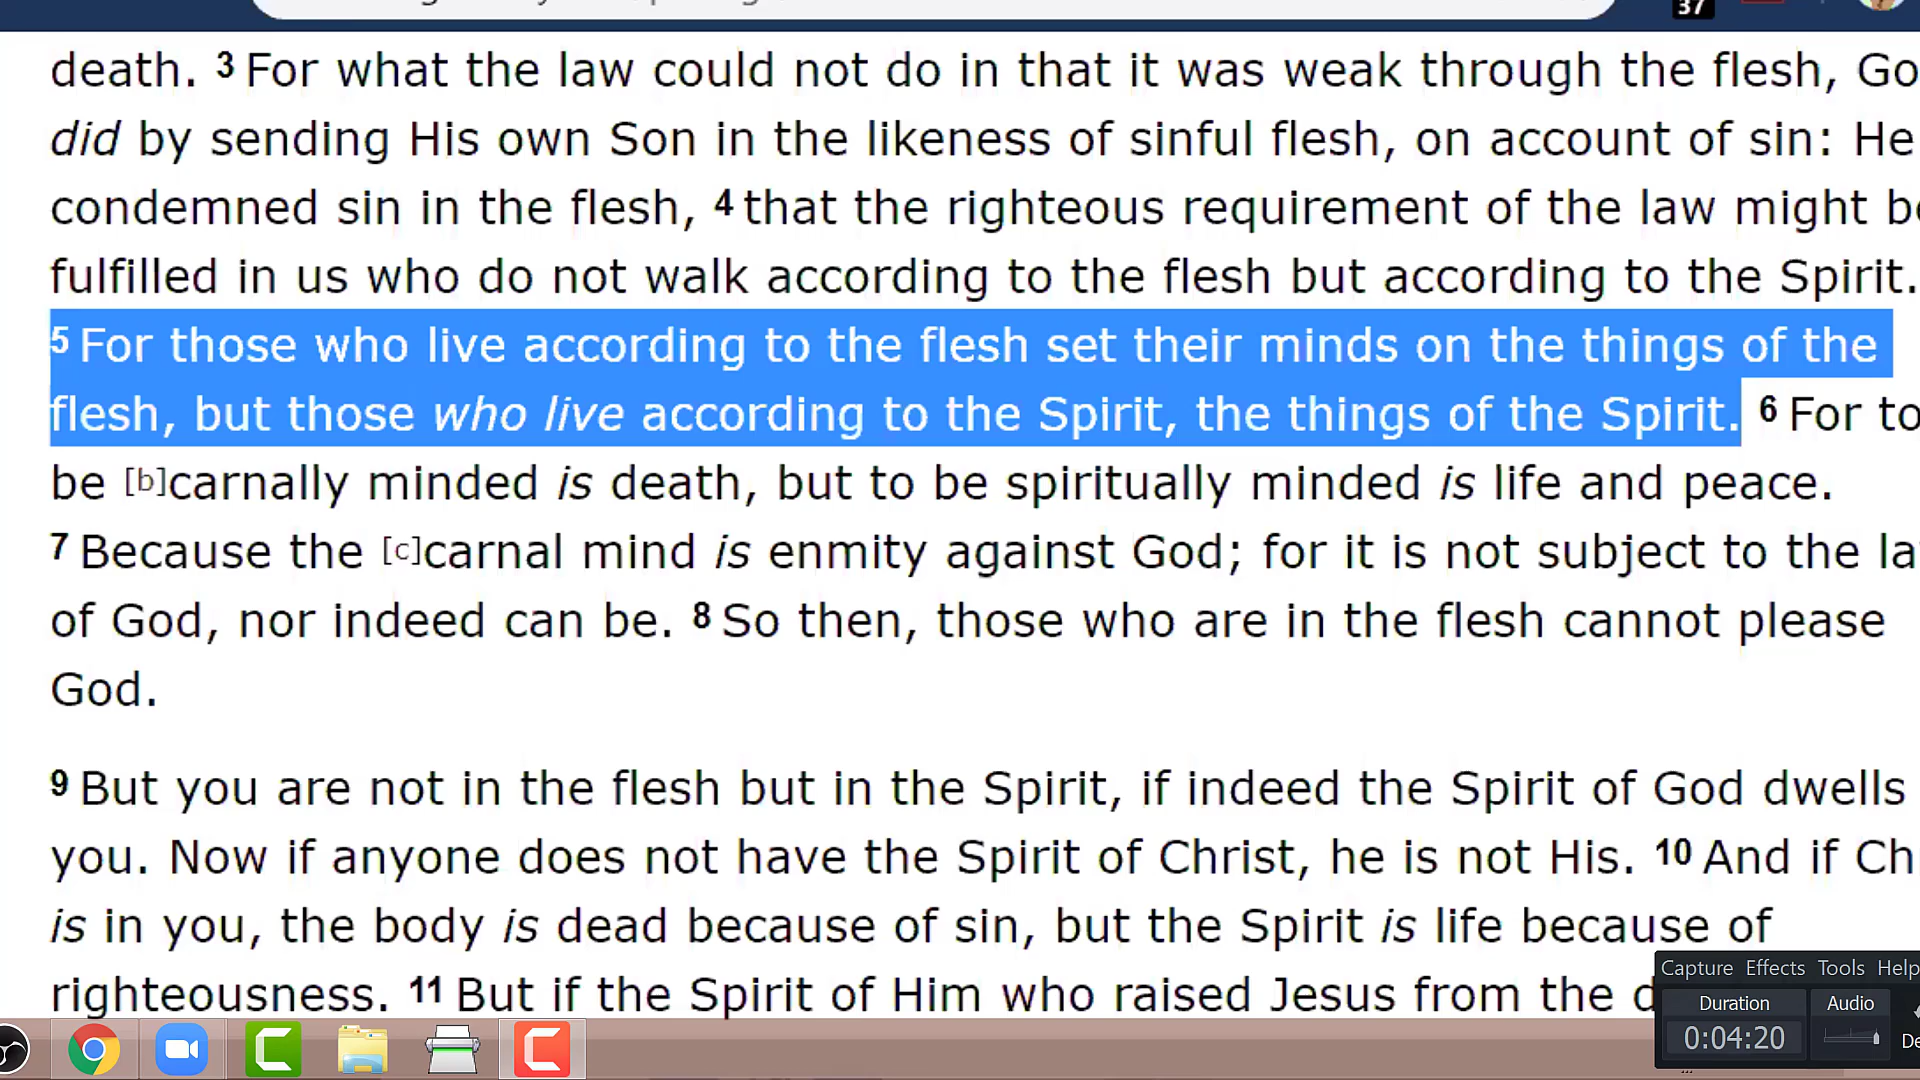 37
death. 3 For what the law could not do in that it was weak through the flesh, Go
did by sending His own Son in the likeness of sinful flesh, on account of sin: He
condemned sin in the flesh, 4 that the righteous requirement of the law might be
fulfilled in us who do not walk according to the flesh but according to the Spirit.
5 For those who live according to the flesh set their minds on the things of the
flesh, but those who live according to the Spirit, the things of the Spirit. 6 For to
be [b]carnally minded is death, but to be spiritually minded is life and peace.
7 Because the [c]carnal mind is enmity against God; for it is not subject to the la
of God, nor indeed can be. 8 So then, those who are in the flesh cannot please
God.
9 But you are not in the flesh but in the Spirit, if indeed the Spirit of God dwells
you. Now if anyone does not have the Spirit of Christ, he is not His. 10 And if Ch
is in you, the body is dead because of sin, but the Spirit is life because of
righteousness. 11 But if the Spirit of Him who raised Jesus from the d
Capture Effects Tools Help
Duration Audio
0:04:20 De